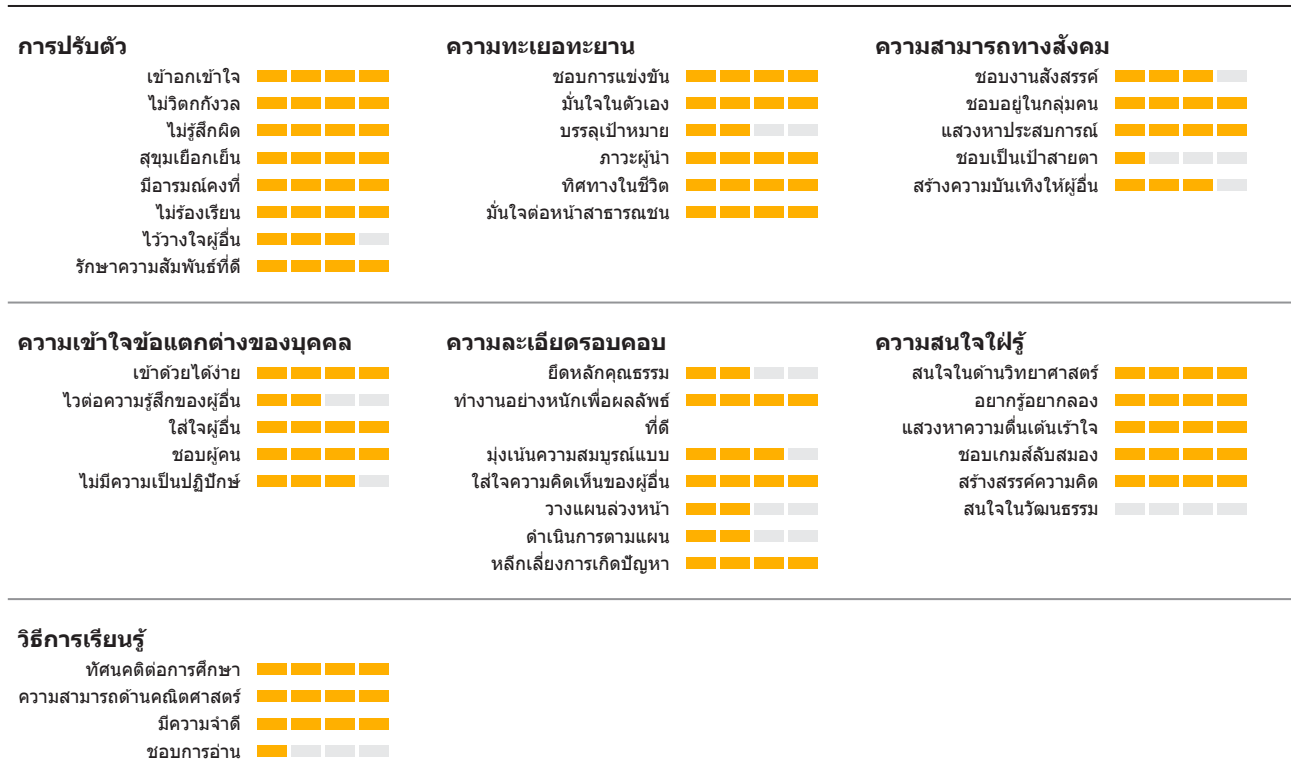 การปรับตัว
เข้าอกเข้าใจ
ไม่วิตกกังวล
ไม่รู้สึกผิด
สุขุมเยือกเย็น
มีอารมณ์คงที่
ไม่ร้องเรียน
ไว้วางใจผู้อื่น
รักษาความสัมพันธ์ที่ดี
ความทะเยอทะยาน
ชอบการแข่งขัน
มั่นใจในตัวเอง
บรรลุเป้าหมาย
ภาวะผู้นำ
ทิศทางในชีวิต
มั่นใจต่อหน้าสาธารณชน
ความสามารถทางสังคม
ชอบงานสังสรรค์
ชอบอยู่ในกลุ่มคน
แสวงหาประสบการณ์
ชอบเป็นเป้าสายตา
สร้างความบันเทิงให้ผู้อื่น
ความเข้าใจข้อแตกต่างของบุคคล
เข้าด้วยได้ง่าย
ไวต่อความรู้สึกของผู้อื่น
ใส่ใจผู้อื่น
ชอบผู้คน
ไม่มีความเป็นปฏิปักษ์
ความละเอียดรอบคอบ
ยึดหลักคุณธรรม
ทำงานอย่างหนักเพื่อผลลัพธ์
ที่ดี
มุ่งเน้นความสมบูรณ์แบบ
ใส่ใจความคิดเห็นของผู้อื่น
วางแผนล่วงหน้า
ดำเนินการตามแผน
หลีกเลี่ยงการเกิดปัญหา
ความสนใจใฝ่รู้
สนใจในด้านวิทยาศาสตร์
อยากรู้อยากลอง
แสวงหาความตื่นเต้นเร้าใจ
ชอบเกมส์ลับสมอง
สร้างสรรค์ความคิด
สนใจในวัฒนธรรม
วิธีการเรียนรู้
ทัศนคติต่อการศึกษา
ความสามารถด้านคณิตศาสตร์
มีความจำดี
ชอบการอ่าน